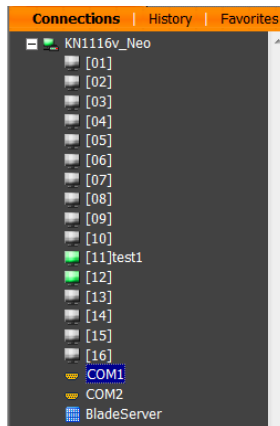 Connections | History | Favorites
KN1116v_Neo
[01]
[02]
[03]
[04]
[05]
[06]
[07]
[08]
[09]
[10]
[11]test1
[12]
[13]
[14]
[15]
[16]
COM1
COM2
BladeServer